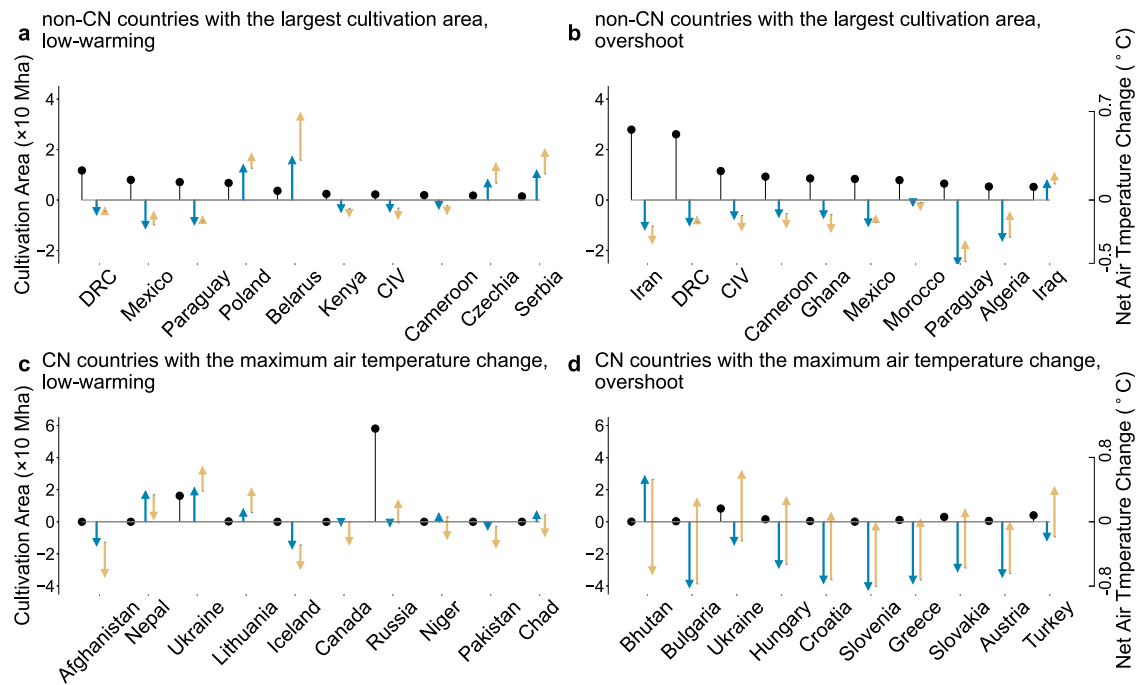 a non-CN countries with the largest cultivation area,
low-warming
b non-CN countries with the largest cultivation area,
overshoot
Cultivation Area (×10 Mha)
4
2
0
−2
DRC
Mexico
Paraguay
Poland
Belarus
Kenya
CIV
Cameroon
Czechia
Serbia
4
2
0
−2
Iran
DRC
CIV
Cameroon
Ghana
Mexico
Morocco
Paraguay
Algeria
Iraq
0.7
0
-0.5
Net Air Tmperature Change ( ° C)
c CN countries with the maximum air temperature change,
low-warming
d CN countries with the maximum air temperature change,
overshoot
Cultivation Area (×10 Mha)
6
4
2
0
−2
−4
Afghanistan
Nepal
Ukraine
Lithuania
Iceland
Canada
Russia
Niger
Pakistan
Chad
6
4
2
0
−2
−4
Bhutan
Bulgaria
Ukraine
Hungary
Croatia
Slovenia
Greece
Slovakia
Austria
Turkey
0.8
0
-0.8
Net Air Tmperature Change ( ° C)